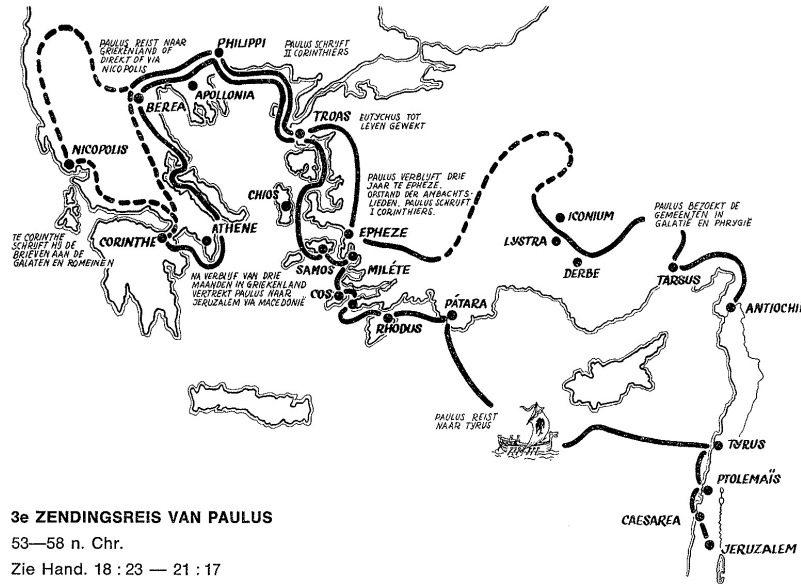 PAULUS REIST NAAR
GRIEKENLAND OF
DIREKT OF VIA
NICOPOLIS
PHILIPPI
PAULUS SCHRIJFT
II CORINTHIERS
BEREA
APOLLONIA
TROAS
EUTYCHUS TOT
LEVEN GEWEKT
NICOPOLIS
CHIOS
PAULUS VERBLIJFT DRIE
JAAR TE EPHEZE.
OPSTAND DER AMBACHTS-
LIEDEN. PAULUS SCHRIJFT
I CORINTHIERS.
PAULUS BEZOEKT DE
GEMEENTEN IN
GALATIË EN PHRYGIË
ICONIUM
LYSTRA
DERBE
TE CORINTHE
SCHRIJFT HIJ DE
BRIEVEN AAN DE
GALATEN EN ROMEINEN
CORINTHE
ATHENE
EPHEZE
SAMOS
MILÉTE
TARSUS
NA VERBLIJF VAN DRIE
MAANDEN IN GRIEKENLAND
VERTREKT PAULUS NAAR
JERUZALEM VIA MACEDONIË
COS
RHODUS
PÁTARA
ANTIOCHI
PAULUS REIST
NAAR TYRUS
TYRUS
PTOLEMAÏS
CAESAREA
JERUZALEM
3e ZENDINGSREIS VAN PAULUS
53—58 n. Chr.
Zie Hand. 18 : 23 — 21 : 17